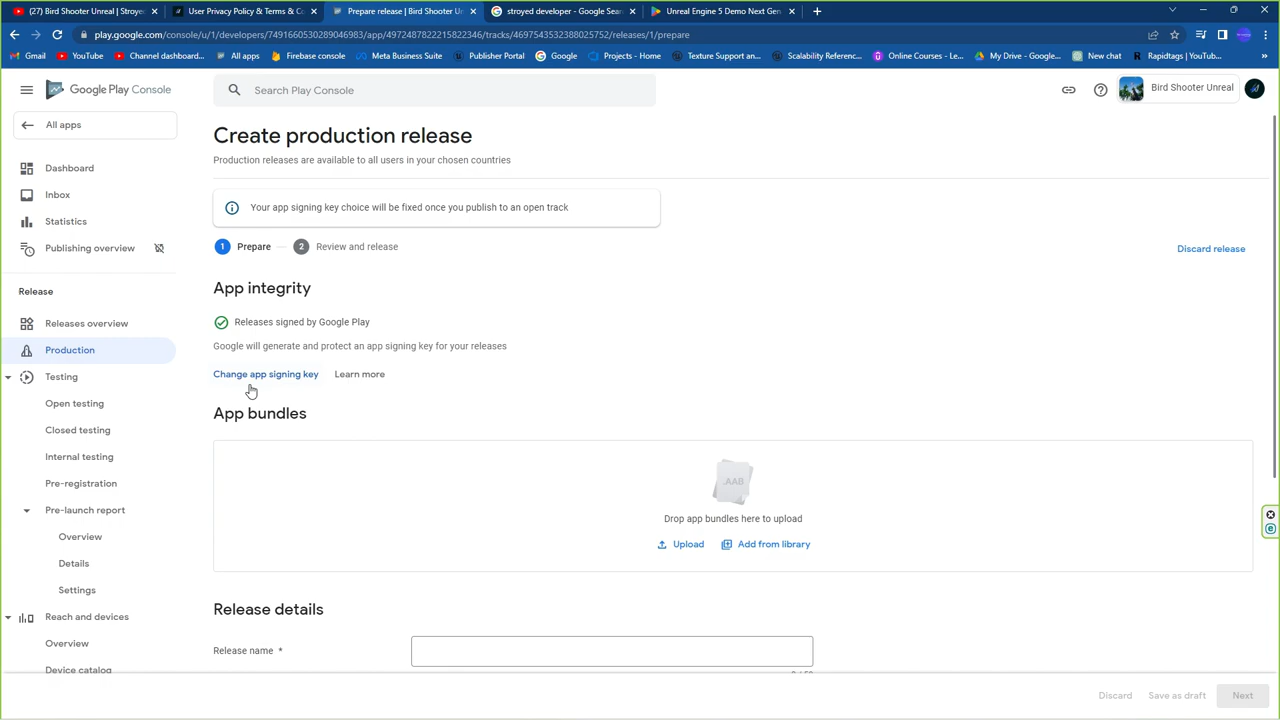 (27) Bird Shooter Unreal | Stroyec
User Privacy Policy & Terms & Co
Prepare release | Bird Shooter Un
stroyed developer - Google Sear
Unreal Engine 5 Demo Next Gen
play.google.com/console/u/1/developers/7491660530289046983/app/4972487822215822346/tracks/4697543532388025752/releases/1/prepare
Gmail
YouTube
Channel dashboard...
All apps
Firebase console
Meta Business Suite
Publisher Portal
Google
Projects - Home
Texture Support an...
Scalability Referenc...
Online Courses - Le...
My Drive - Google...
New chat
Rapidtags | YouTub...
Google Play Console
Search Play Console
Bird Shooter Unreal
All apps
Dashboard
Inbox
Statistics
Publishing overview
Release
Releases overview
Production
Testing
Open testing
Closed testing
Internal testing
Pre-registration
Pre-launch report
Overview
Details
Settings
Reach and devices
Overview
Device catalog
Create production release
Production releases are available to all users in your chosen countries
Your app signing key choice will be fixed once you publish to an open track
1 Prepare
2 Review and release
Discard release
App integrity
Releases signed by Google Play
Google will generate and protect an app signing key for your releases
Change app signing key
Learn more
App bundles
.AAB
Drop app bundles here to upload
Upload
Add from library
Release details
Release name *
Discard
Save as draft
Next